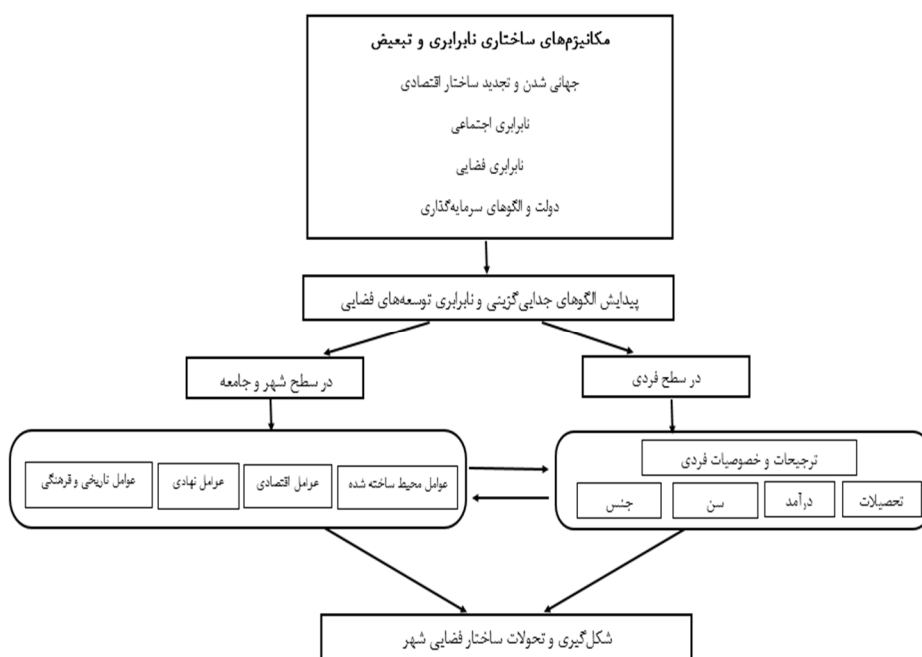 مکانیزم‌های ساختاری نابرابری و تبعیض
جهانی شدن و تجدید ساختار اقتصادی
نابرابری اجتماعی
نابرابری فضایی
دولت و الگوهای سرمایه‌گذاری
پیدایش الگوهای جدایی‌گزینی و نابرابری توسعه‌های فضایی
در سطح فردی
در سطح شهر و جامعه
ترجیحات و خصوصیات فردی
تحصیلات
درآمد
سن
جنس
عوامل محیط ساخته شده
عوامل اقتصادی
عوامل نهادی
عوامل تاریخی و فرهنگی
شکل‌گیری و تحولات ساختار فضایی شهر